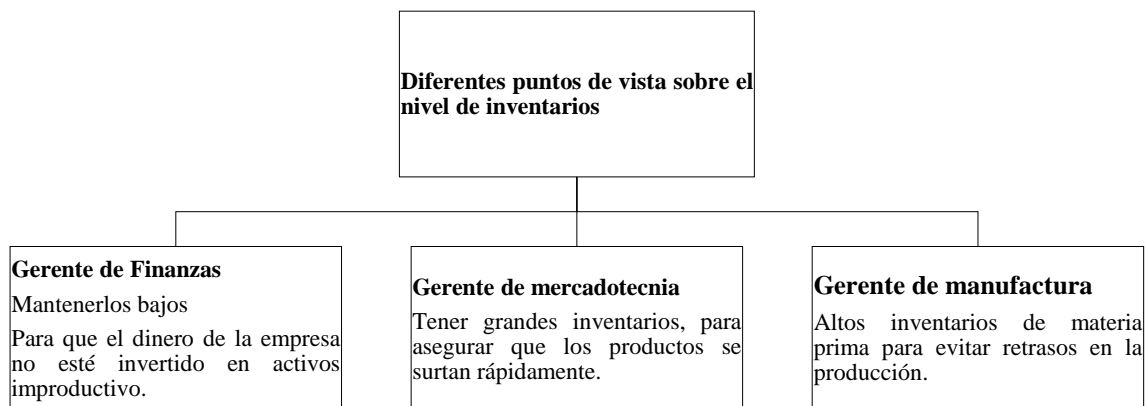 Diferentes puntos de vista sobre el
nivel de inventarios
Gerente de Finanzas
Mantenerlos bajos
Para que el dinero de la empresa
no esté invertido en activos
improductivo.
Gerente de mercadotecnia
Tener grandes inventarios, para
asegurar que los productos se
surtan rápidamente.
Gerente de manufactura
Altos inventarios de materia
prima para evitar retrasos en la
producción.